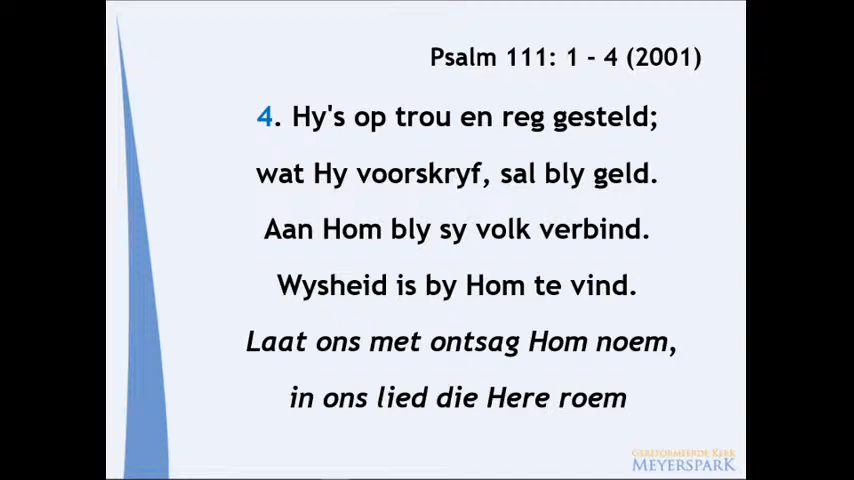 Psalm 111: 1 - 4 (2001)
4. Hy's op trou en reg gesteld;
wat Hy voorskryf, sal bly geld.
Aan Hom bly sy volk verbind.
Wysheid is by Hom te vind.
Laat ons met ontsag Hom noem,
in ons lied die Here roem
GEREFORMEERDE KERK
MEYERSPARK